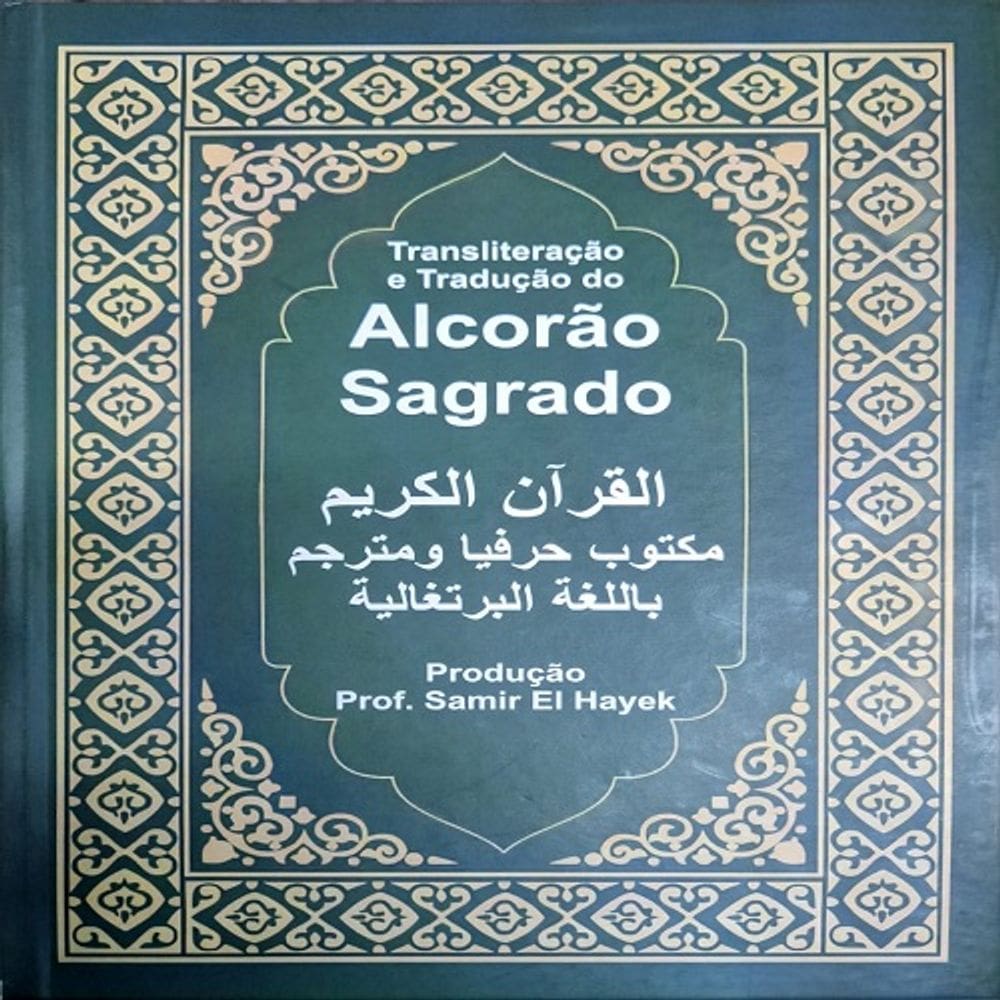 Transliteração
e Tradução do
Alcorão
Sagrado
القرآن الكريم
مكتوب حرفيا ومترجم
باللغة البرتغالية
Produção
Prof. Samir El Hayek